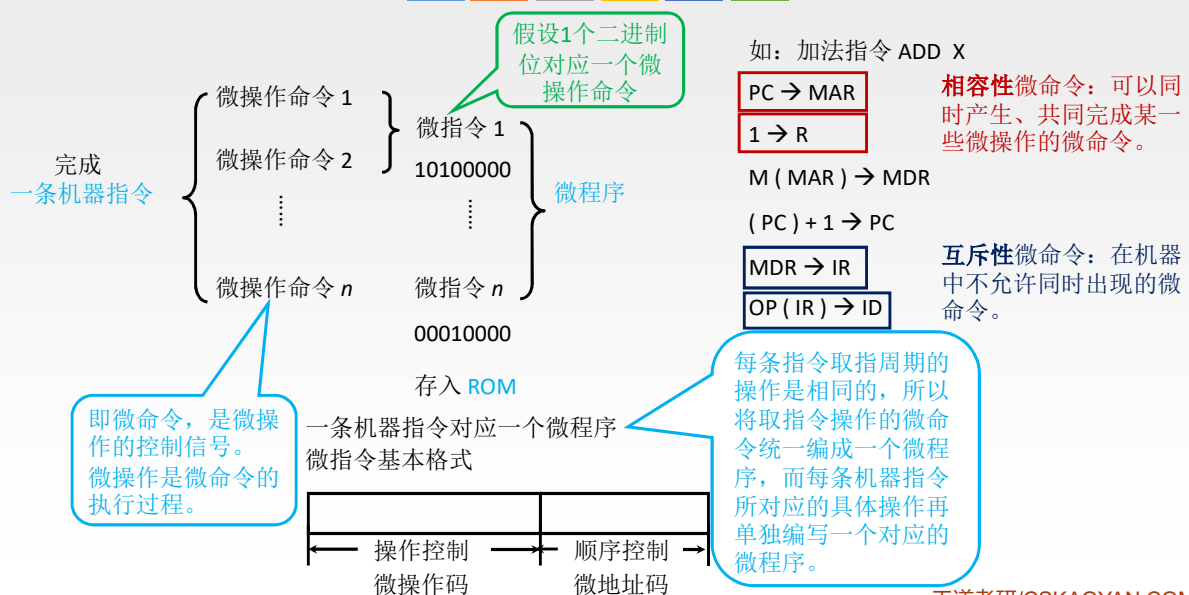 假设1个二进制
位对应一个微
操作命令
完成
一条机器指令
微操作命令 1
微操作命令 2
……
微操作命令 n
微指令 1
10100000
……
微指令 n
00010000
存入 ROM
微程序
如：加法指令 ADD X
PC → MAR
1 → R
M ( MAR ) → MDR
( PC ) + 1 → PC
MDR → IR
OP ( IR ) → ID
相容性微命令：可以同
时产生、共同完成某一
些微操作的微命令。
互斥性微命令：在机器
中不允许同时出现的微
命令。
即微命令，是微操
作的控制信号。
微操作是微命令的
执行过程。
一条机器指令对应一个微程序
微指令基本格式
操作控制
微操作码
顺序控制
微地址码
每条指令取指周期的
操作是相同的，所以
将取指令操作的微命
令统一编成一个微程
序，而每条机器指令
所对应的具体操作再
单独编写一个对应的
微程序。